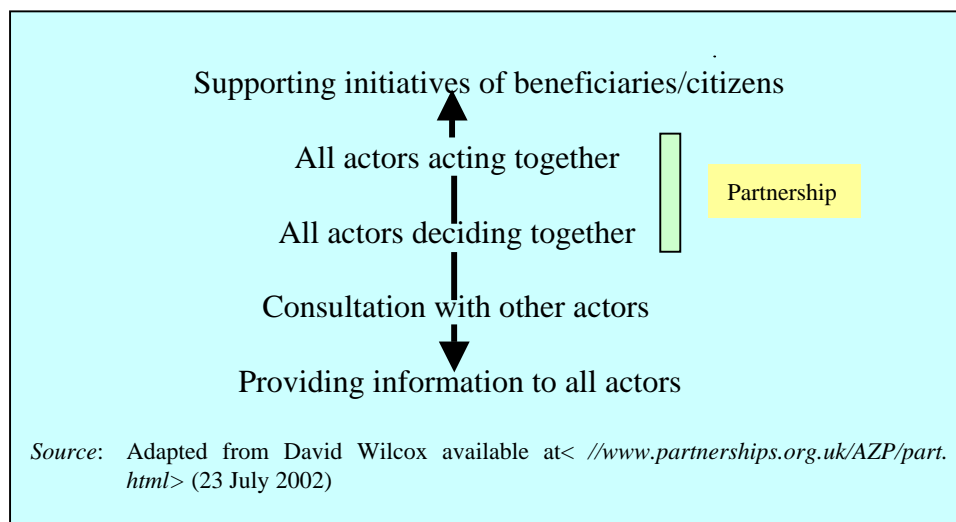 Supporting initiatives of beneficiaries/citizens
All actors acting together
Partnership
All actors deciding together
Consultation with other actors
Providing information to all actors
Source: Adapted from David Wilcox available at< //www.partnerships.org.uk/AZP/part.
html> (23 July 2002)